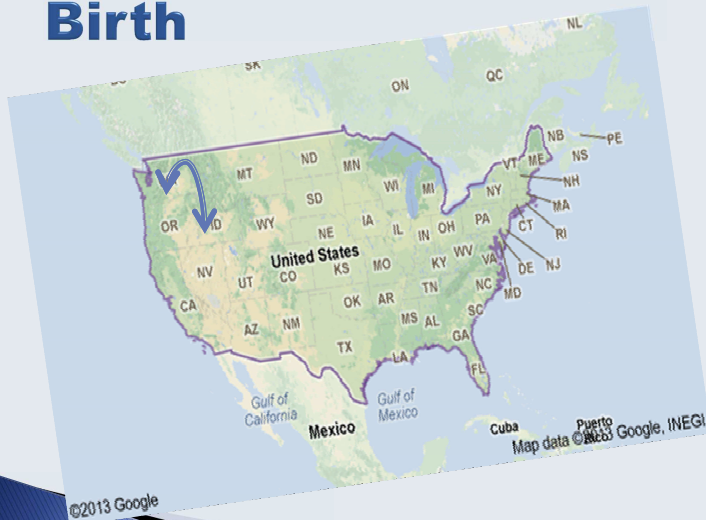 Birth
NL
SK
ON
QC
NB
PE
NS
ND
MN
MT
VT
ME
WI
MI
NH
NY
SD
MA
OR
ID
WY
IA
PA
CT
RI
NE
IL
IN
OH
United States
NV
UT
CO
KS
MO
KY
WV
VA
DE
NJ
MD
CA
OK
AR
TN
NC
AZ
NM
MS
AL
SC
GA
TX
LA
FL
Gulf of
California
Gulf of
Mexico
Mexico
Cuba
Puerto
Rico
Map data ©2013 Google, INEGI
©2013 Google